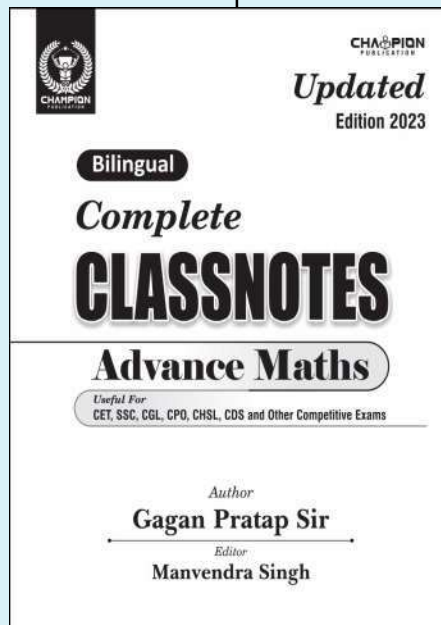 CHAMPION
PUBLICATION
CHAMPION
PUBLICATION
Updated
Edition 2023
Bilingual
Complete
CLASSNOTES
Advance Maths
Useful For
CET, SSC, CGL, CPO, CHSL, CDS and Other Competitive Exams
Author
Gagan Pratap Sir
Editor
Manvendra Singh